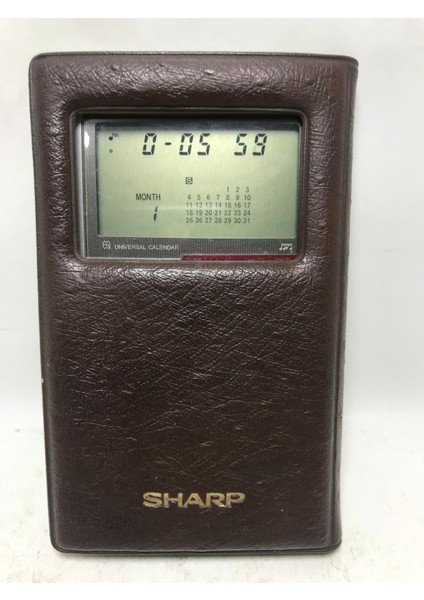 0-05 59
1 2 3
MONTH 4 5 6 7 8 9 10
1 11 12 13 14 15 16 17
18 19 20 21 22 23 24
25 26 27 28 29 30 31
UNIVERSAL CALENDAR
SHARP